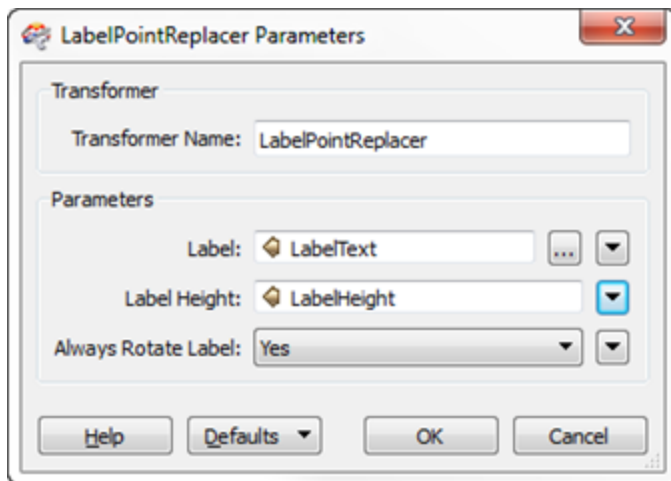 LabelPointReplacer Parameters
Transformer
Transformer Name: LabelPointReplacer
Parameters
Label: LabelText ...
Label Height: LabelHeight
Always Rotate Label: Yes
Help Defaults OK Cancel